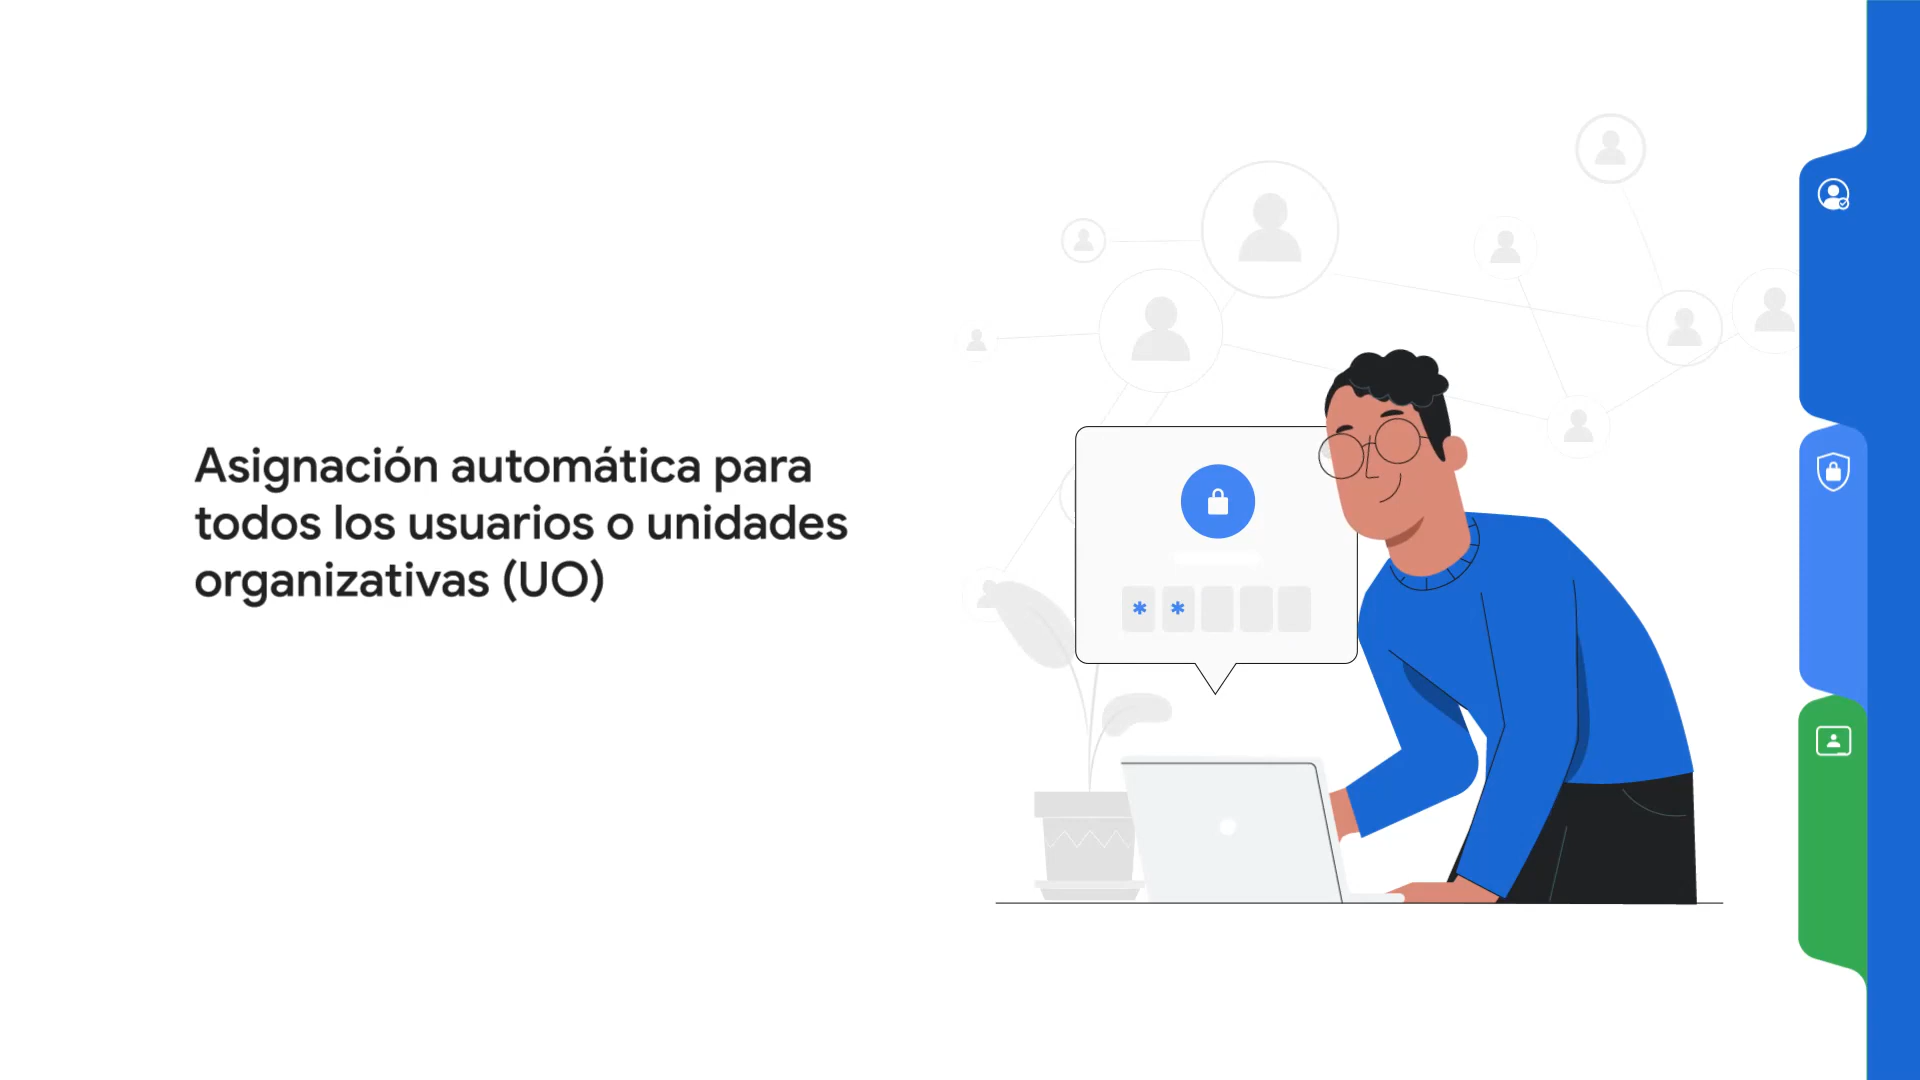 Asignación automática para
todos los usuarios o unidades
organizativas (UO)
* *